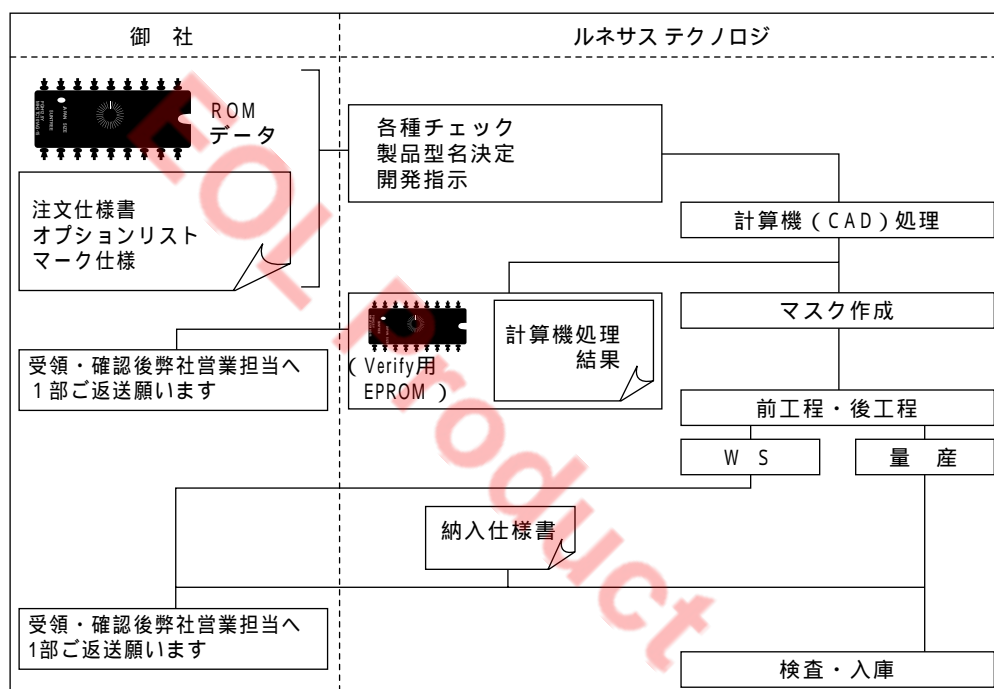 御 社
ルネサス テクノロジ
ROM
データ
注文仕様書
オプションリスト
マーク仕様
各種チェック
製品型名決定
開発指示
計算機（CAD）処理
(Verify用
EPROM )
計算機処理
結果
マスク作成
受領・確認後弊社営業担当へ
1部ご返送願います
前工程・後工程
W S
量 産
納入仕様書
受領・確認後弊社営業担当へ
1部ご返送願います
検査・入庫
EOL Product